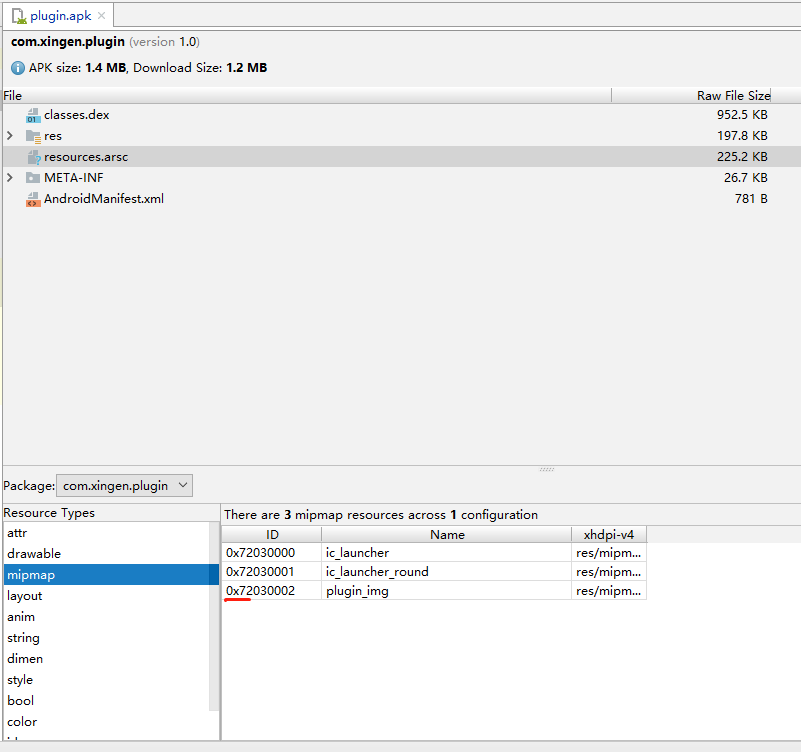 plugin.apk
com.xingen.plugin (version 1.0)
APK size: 1.4 MB, Download Size: 1.2 MB
File Raw File Size
classes.dex 952.5 KB
res 197.8 KB
resources.arsc 225.2 KB
META-INF 26.7 KB
AndroidManifest.xml 781 B
Package: com.xingen.plugin
Resource Types
attr
drawable
mipmap
layout
anim
string
dimen
style
bool
color
There are 3 mipmap resources across 1 configuration
ID Name xhdpi-v4
0x72030000 ic_launcher res/mipm...
0x72030001 ic_launcher_round res/mipm...
0x72030002 plugin_img res/mipm...